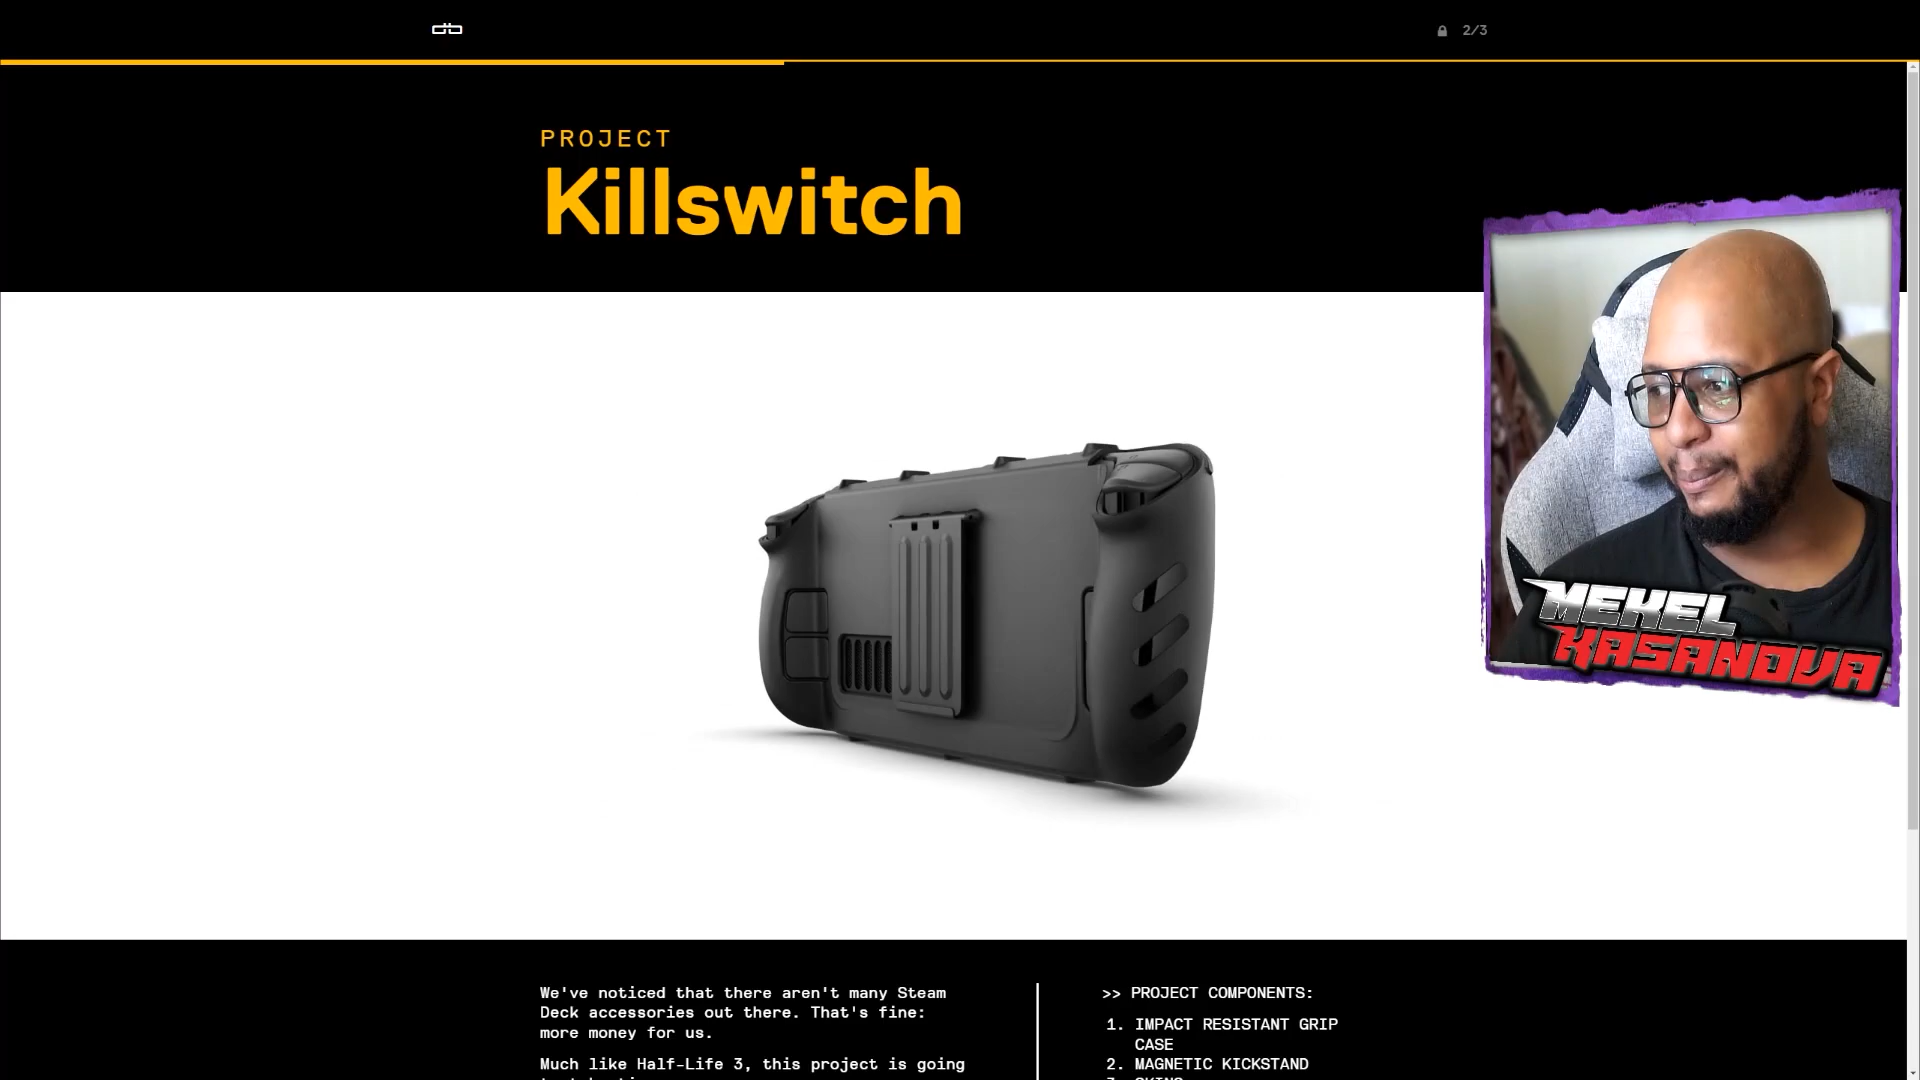 2/3
PROJECT
Killswitch
MEKEL
KASANOVA
We've noticed that there aren't many Steam
Deck accessories out there. That's fine:
more money for us.
Much like Half-Life 3, this project is going
>> PROJECT COMPONENTS:
1. IMPACT RESISTANT GRIP
CASE
2. MAGNETIC KICKSTAND